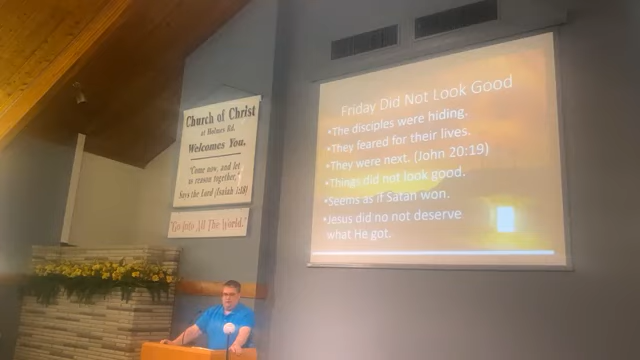 Church of Christ
at Holmes Rd.
Welcomes You.
"Come now, and let
us reason together,"
Says the Lord (Isaiah 1:18)
"Go Into All The World."
Friday Did Not Look Good
•The disciples were hiding.
•They feared for their lives.
•They were next. (John 20:19)
•Things did not look good.
•Seems as if Satan won.
•Jesus did no not deserve
what He got.